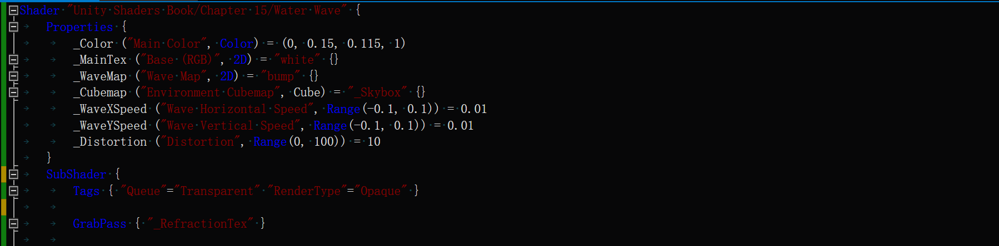 Shader "Unity Shaders Book/Chapter 15/Water Wave" {
Properties {
_Color ("Main Color", Color) = (0, 0.15, 0.115, 1)
_MainTex ("Base (RGB)", 2D) = "white" {}
_WaveMap ("Wave Map", 2D) = "bump" {}
_Cubemap ("Environment Cubemap", Cube) = "_Skybox" {}
_WaveXSpeed ("Wave Horizontal Speed", Range(-0.1, 0.1)) = 0.01
_WaveYSpeed ("Wave Vertical Speed", Range(-0.1, 0.1)) = 0.01
_Distortion ("Distortion", Range(0, 100)) = 10
}
SubShader {
Tags { "Queue"="Transparent" "RenderType"="Opaque" }
GrabPass { "_RefractionTex" }